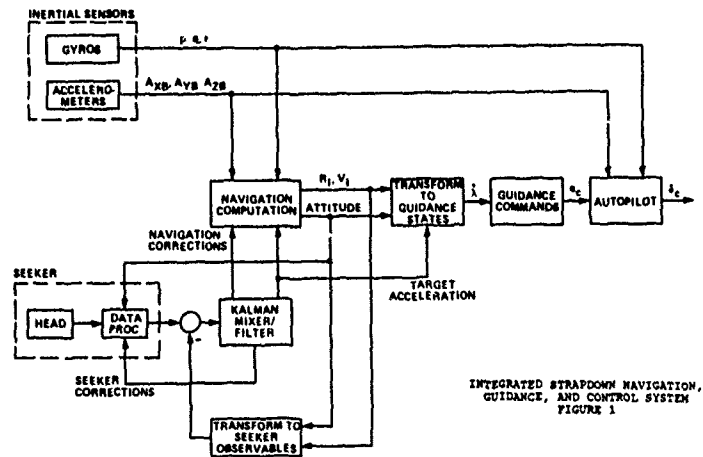 INERTIAL SENSORS
GYROS
p, q, r
ACCELERO-
METERS
AXB, AYB, AZB
NAVIGATION
COMPUTATION
RI, VI
ATTITUDE
TRANSFORM
TO
GUIDANCE
STATES
λ̇
GUIDANCE
COMMANDS
AUTOPILOT
δC
NAVIGATION
CORRECTIONS
TARGET
ACCELERATION
SEEKER
HEAD
DATA
PROC
-
KALMAN
MIXER/
FILTER
SEEKER
CORRECTIONS
TRANSFORM TO
SEEKER
OBSERVABLES
INTEGRATED STRAPDOWN NAVIGATION,
GUIDANCE, AND CONTROL SYSTEM
FIGURE 1